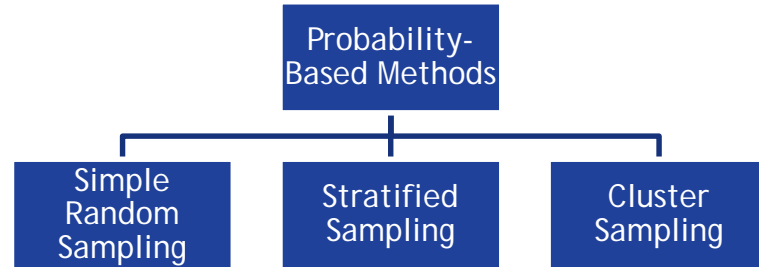 Probability-
Based Methods
Simple
Random
Sampling
Stratified
Sampling
Cluster
Sampling